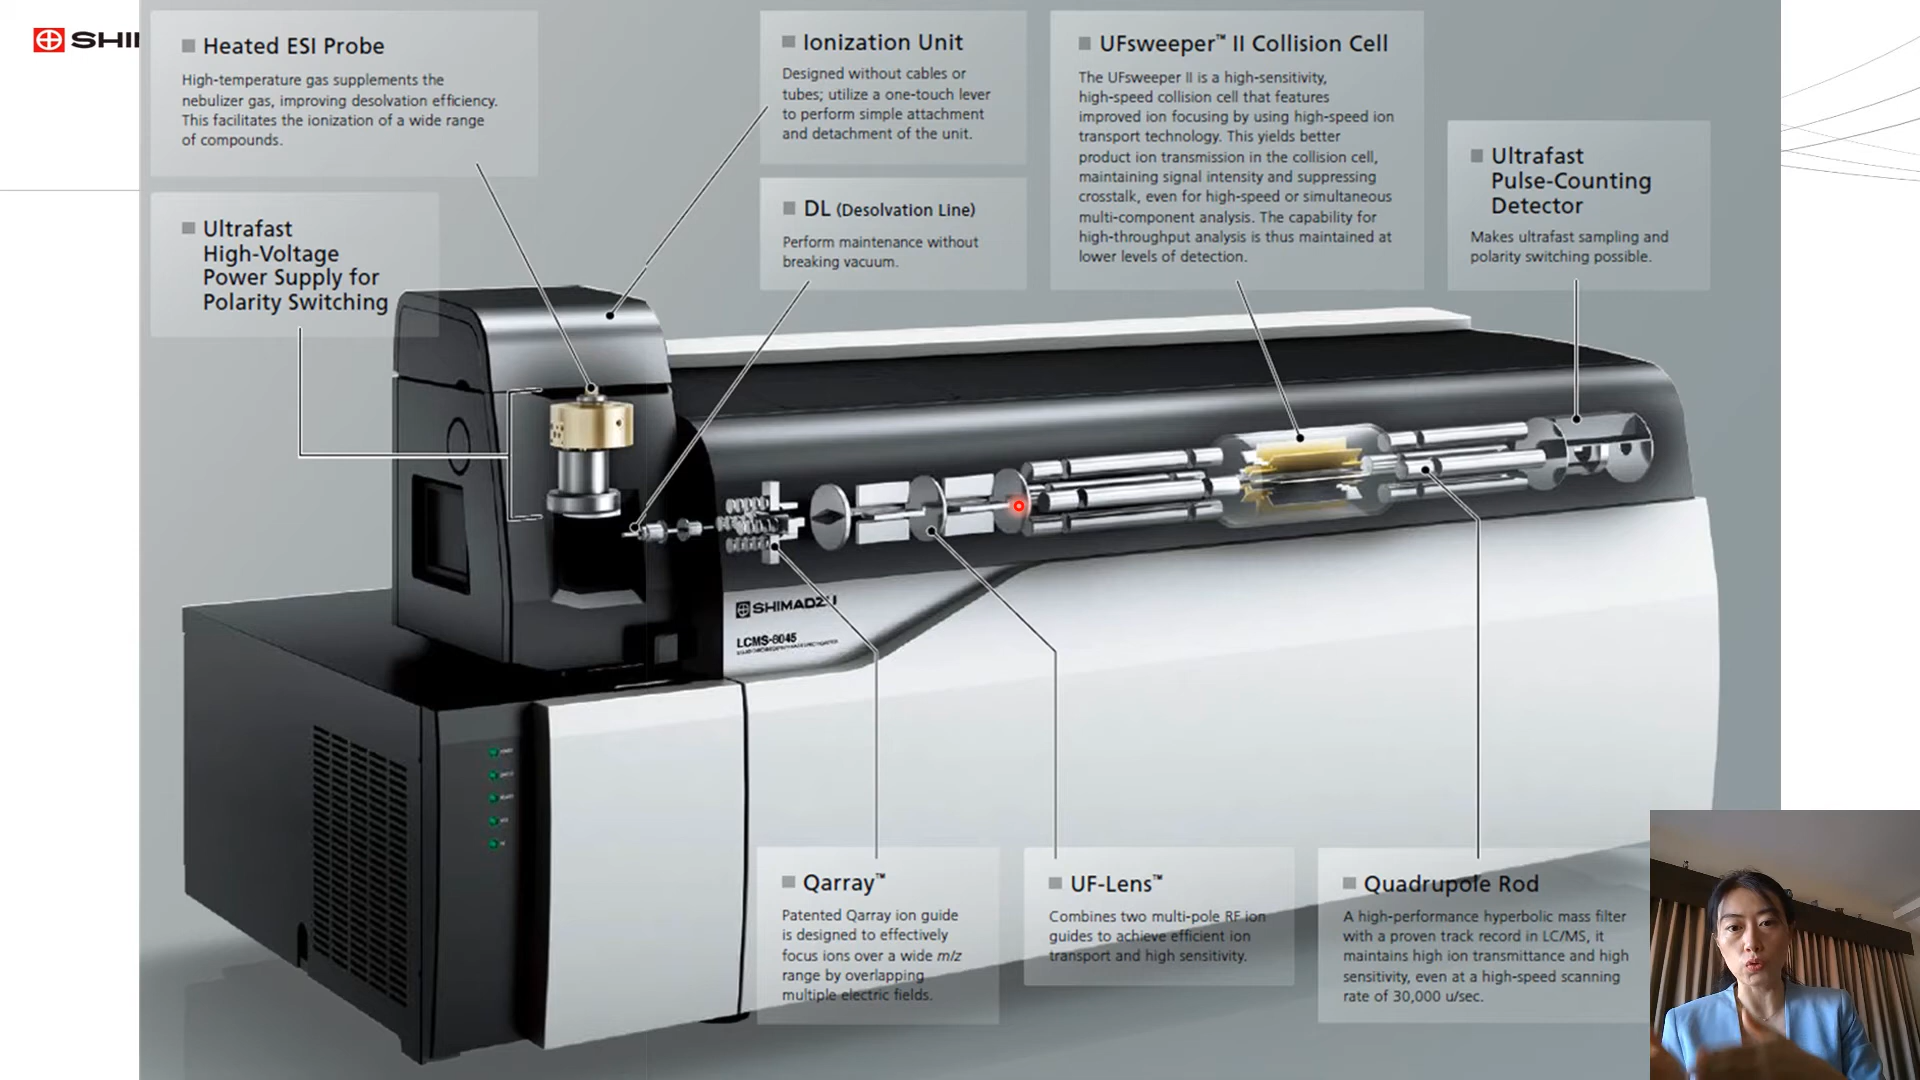 SHI
Heated ESI Probe
High-temperature gas supplements the
nebulizer gas, improving desolvation efficiency.
This facilitates the ionization of a wide range
of compounds.
Ultrafast
High-Voltage
Power Supply for
Polarity Switching
Ionization Unit
Designed without cables or
tubes; utilize a one-touch lever
to perform simple attachment
and detachment of the unit.
DL (Desolvation Line)
Perform maintenance without
breaking vacuum.
UFsweeper™ II Collision Cell
The UFsweeper II is a high-sensitivity,
high-speed collision cell that features
improved ion focusing by using high-speed ion
transport technology. This yields better
product ion transmission in the collision cell,
maintaining signal intensity and suppressing
crosstalk, even for high-speed or simultaneous
multi-component analysis. The capability for
high-throughput analysis is thus maintained at
lower levels of detection.
Ultrafast
Pulse-Counting
Detector
Makes ultrafast sampling and
polarity switching possible.
SHIMADZU
LCMS-8045
Qarray™
Patented Qarray ion guide
is designed to effectively
focus ions over a wide m/z
range by overlapping
multiple electric fields.
UF-Lens™
Combines two multi-pole RF ion
guides to achieve efficient ion
transport and high sensitivity.
Quadrupole Rod
A high-performance hyperbolic mass filter
with a proven track record in LC/MS, it
maintains high ion transmittance and high
sensitivity, even at a high-speed scanning
rate of 30,000 u/sec.